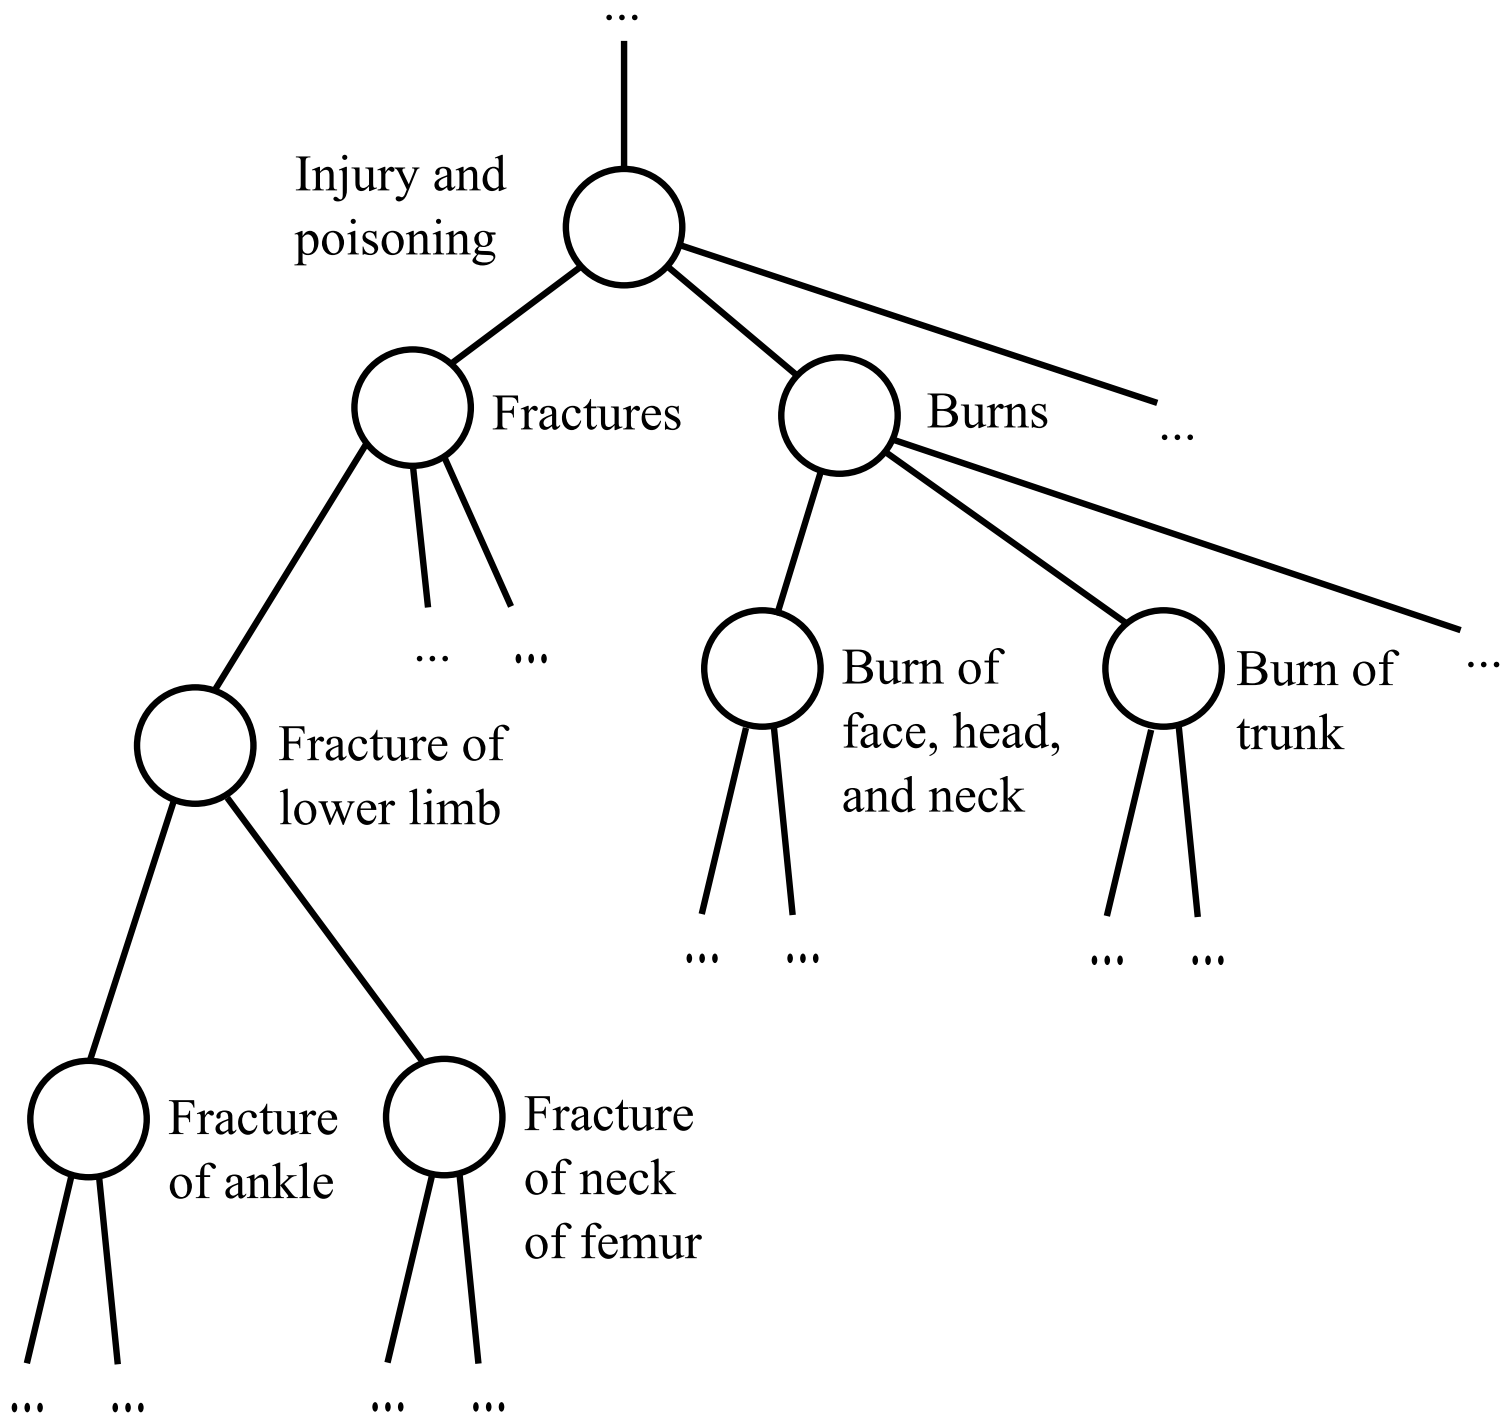 ...
Injury and
poisoning
Fractures
Burns
...
... ...
...
Burn of
face, head,
and neck
Burn of
trunk
Fracture of
lower limb
... ...
... ...
Fracture
of ankle
Fracture
of neck
of femur
... ...
... ...